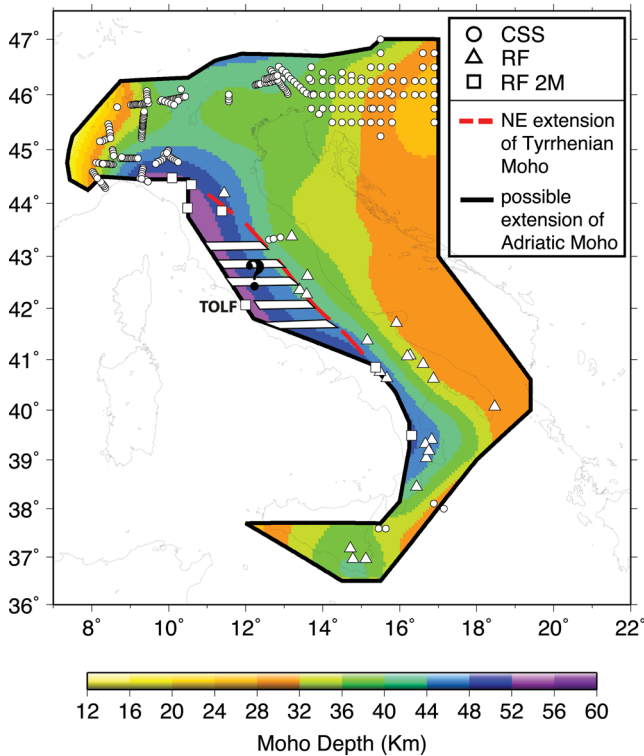 47°
46°
45°
44°
43°
42°
41°
40°
39°
38°
37°
36°
8° 10° 12° 14° 16° 18° 20° 22°
CSS
RF
RF 2M
NE extension
of Tyrrhenian
Moho
possible
extension of
Adriatic Moho
?
TOLF
12 16 20 24 28 32 36 40 44 48 52 56 60
Moho Depth (Km)